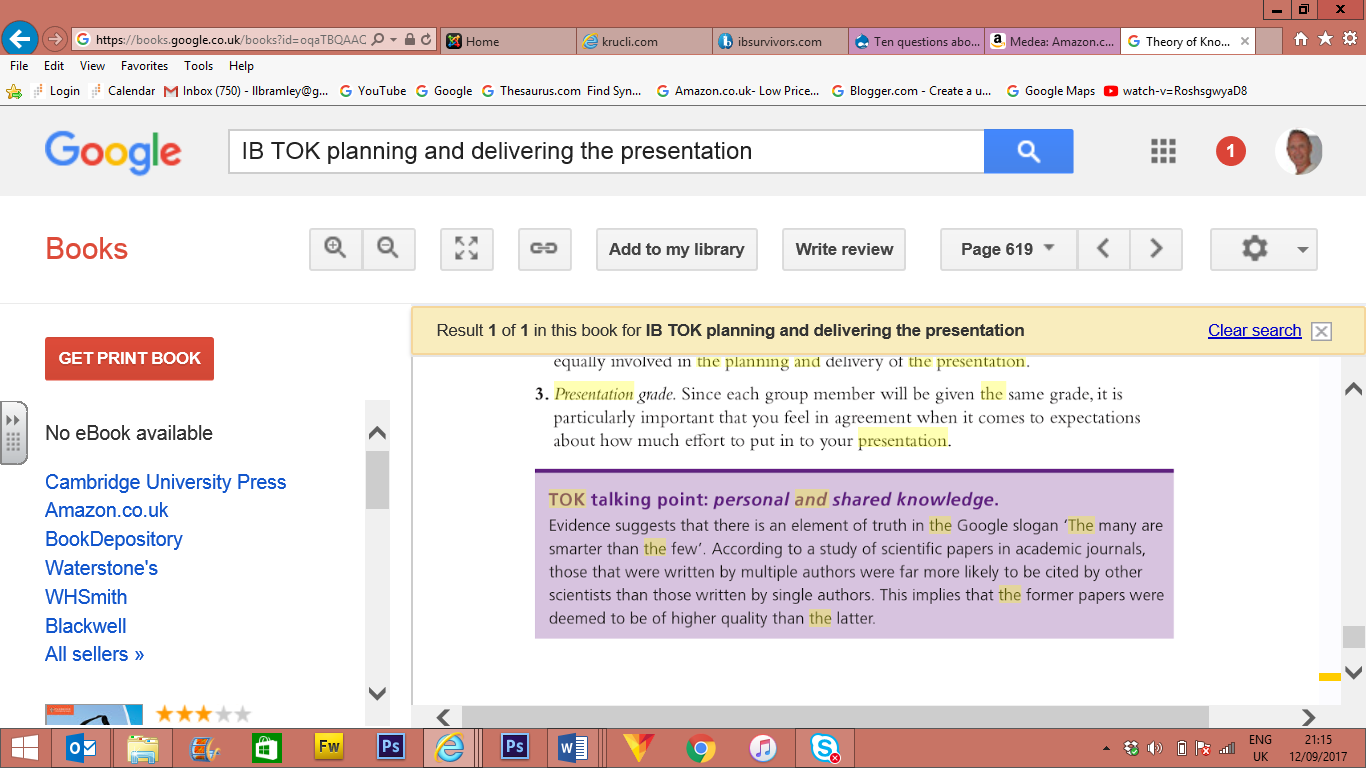 https://books.google.co.uk/books?id=oqaTBQAAC
Home
krucli.com
ibsurvivors.com
Ten questions abo...
Medea: Amazon.c...
Theory of Kno...
File Edit View Favorites Tools Help
Login Calendar Inbox (750) - llbramley@g... YouTube Google Thesaurus.com Find Syn... Amazon.co.uk- Low Price... Blogger.com - Create a u... Google Maps watch-v=RoshsgwyaD8
Google IB TOK planning and delivering the presentation 1
Books Add to my library Write review Page 619
Result 1 of 1 in this book for IB TOK planning and delivering the presentation Clear search
GET PRINT BOOK
No eBook available
Cambridge University Press
Amazon.co.uk
BookDepository
Waterstone's
WHSmith
Blackwell
All sellers »
equally involved in the planning and delivery of the presentation.
3. Presentation grade. Since each group member will be given the same grade, it is
particularly important that you feel in agreement when it comes to expectations
about how much effort to put in to your presentation.
TOK talking point: personal and shared knowledge.
Evidence suggests that there is an element of truth in the Google slogan ‘The many are
smarter than the few’. According to a study of scientific papers in academic journals,
those that were written by multiple authors were far more likely to be cited by other
scientists than those written by single authors. This implies that the former papers were
deemed to be of higher quality than the latter.
Fw Ps Ps
ENG
UK
21:15
12/09/2017